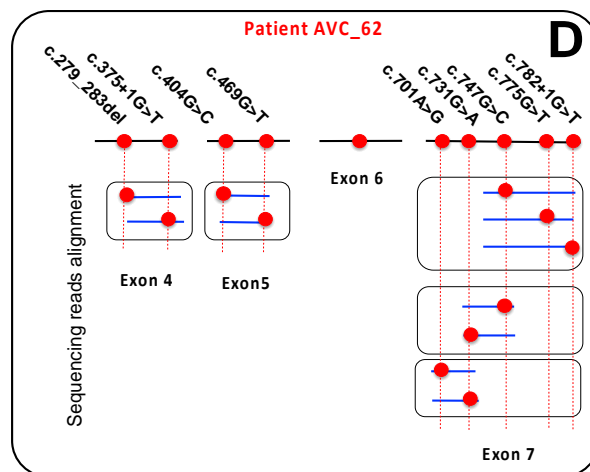 Patient AVC_62
D
c.279_283del
c.375+1G>T
c.404G>C
c.469G>T
c.701A>G
c.731G>A
c.747G>C
c.775G>T
c.782+1G>T
Exon 6
Sequencing reads alignment
Exon 4
Exon5
Exon 7